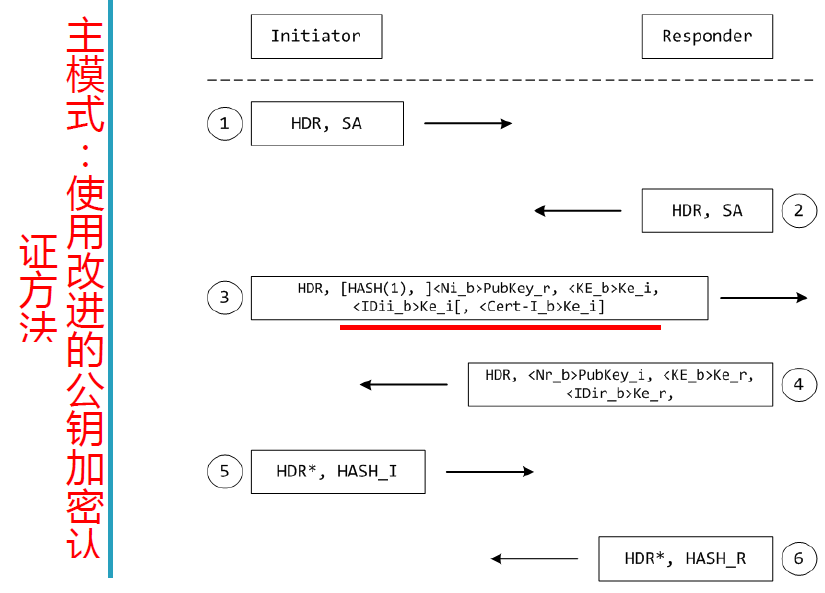 主模式：使用改进的公钥加密认
证方法
Initiator
Responder
1
HDR, SA
HDR, SA
2
3
HDR, [HASH(1), ]<Ni_b>PubKey_r, <KE_b>Ke_i,
<IDii_b>Ke_i[, <Cert-I_b>Ke_i]
HDR, <Nr_b>PubKey_i, <KE_b>Ke_r,
<IDir_b>Ke_r,
4
5
HDR*, HASH_I
HDR*, HASH_R
6